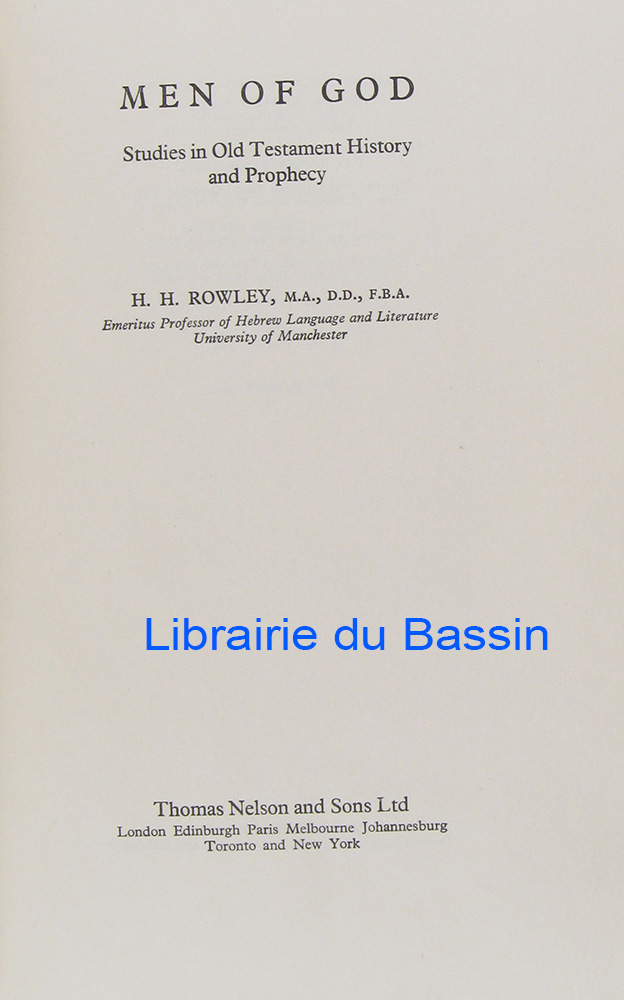 MEN OF GOD
Studies in Old Testament History
and Prophecy
H. H. ROWLEY, M.A., D.D., F.B.A.
Emeritus Professor of Hebrew Language and Literature
University of Manchester
Librairie du Bassin
Thomas Nelson and Sons Ltd
London Edinburgh Paris Melbourne Johannesburg
Toronto and New York